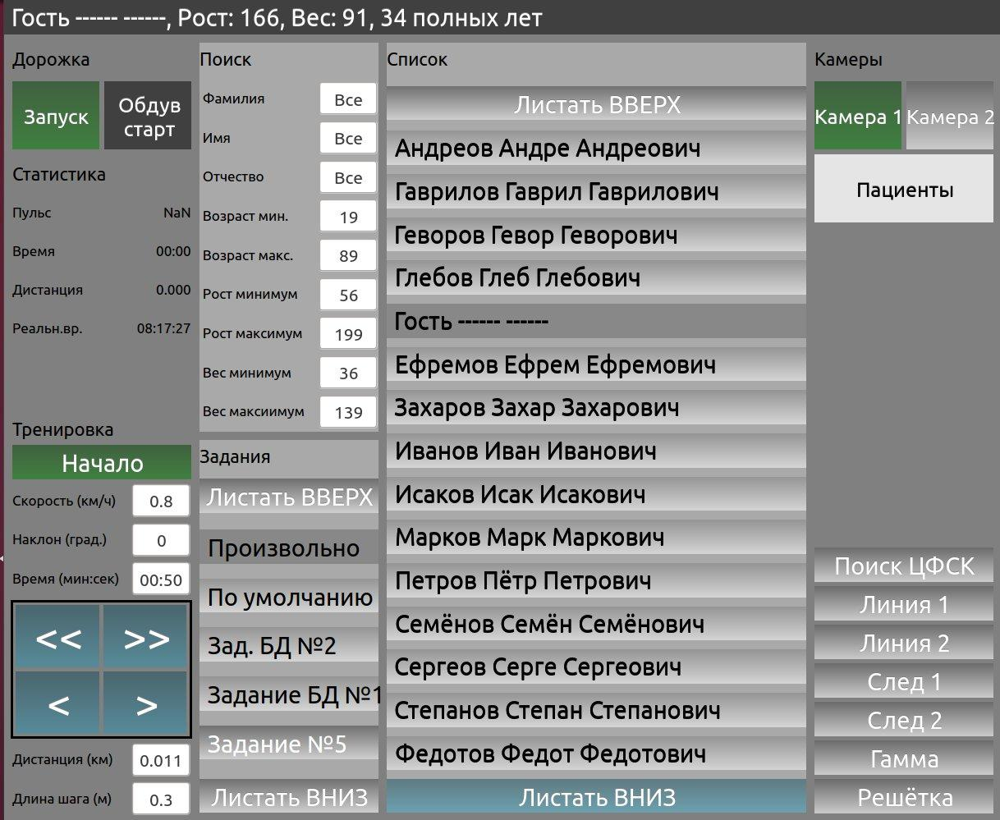 Гость ------ ------, Рост: 166, Вес: 91, 34 полных лет
Дорожка
Запуск
Обдув
старт
Статистика
Пульс NaN
Время 00:00
Дистанция 0.000
Реальн.вр. 08:17:27
Тренировка
Начало
Скорость (км/ч) 0.8
Наклон (град.) 0
Время (мин:сек) 00:50
<< >>
< >
Дистанция (км) 0.011
Длина шага (м) 0.3
Поиск
Фамилия Все
Имя Все
Отчество Все
Возраст мин. 19
Возраст макс. 89
Рост минимум 56
Рост максимум 199
Вес минимум 36
Вес максиимум 139
Задания
Листать ВВЕРХ
Произвольно
По умолчанию
Зад. БД №2
Задание БД №1
Задание №5
Листать ВНИЗ
Список
Листать ВВЕРХ
Андреов Андре Андреович
Гаврилов Гаврил Гаврилович
Геворов Гевор Геворович
Глебов Глеб Глебович
Гость ------ ------
Ефремов Ефрем Ефремович
Захаров Захар Захарович
Иванов Иван Иванович
Исаков Исак Исакович
Марков Марк Маркович
Петров Пётр Петрович
Семёнов Семён Семёнович
Сергеов Серге Сергеович
Степанов Степан Степанович
Федотов Федот Федотович
Листать ВНИЗ
Камеры
Камера 1
Камера 2
Пациенты
Поиск ЦФСК
Линия 1
Линия 2
След 1
След 2
Гамма
Решётка